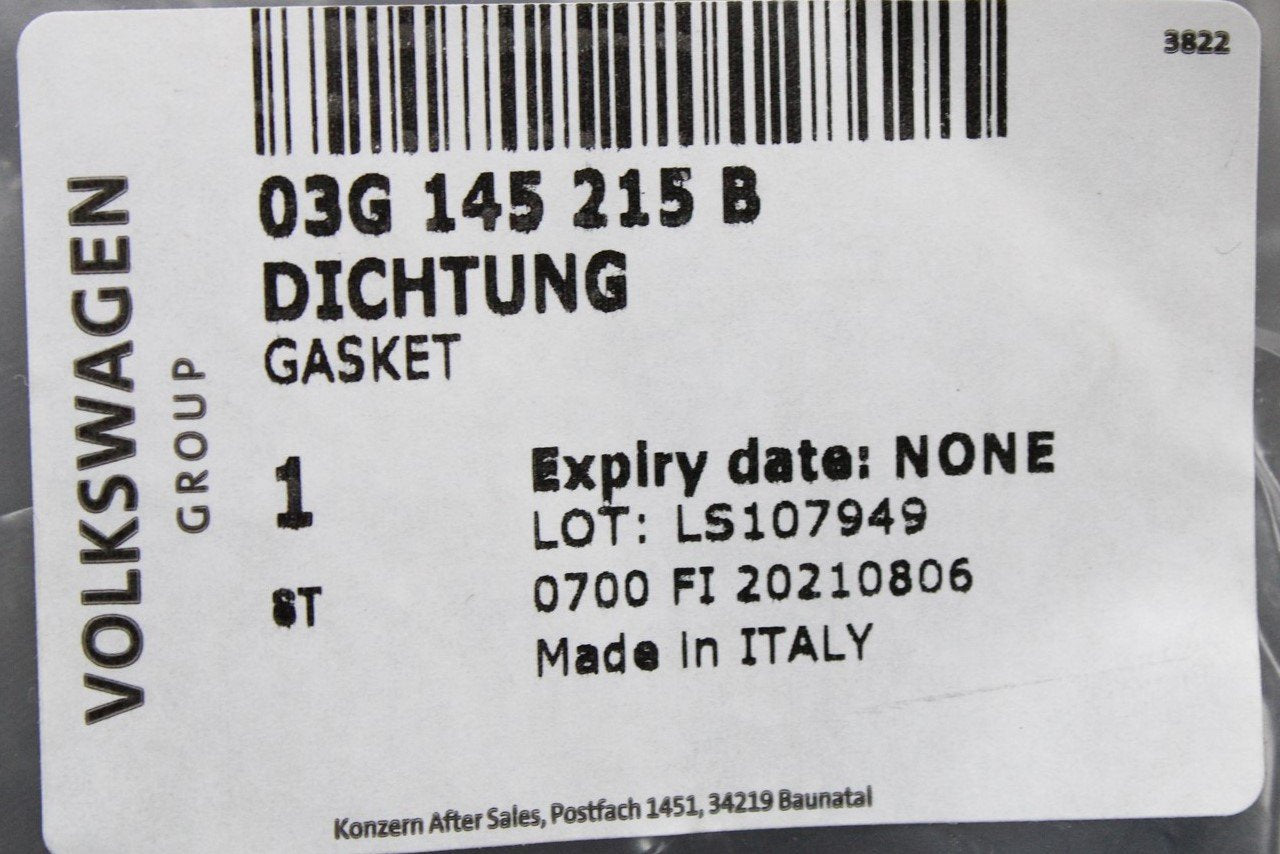 3822
03G 145 215 B
DICHTUNG
GASKET
1
Expiry date: NONE
LOT: LS107949
ST
0700 FI 20210806
Made in ITALY
VOLKSWAGEN
GROUP
Konzern After Sales, Postfach 1451, 34219 Baunatal